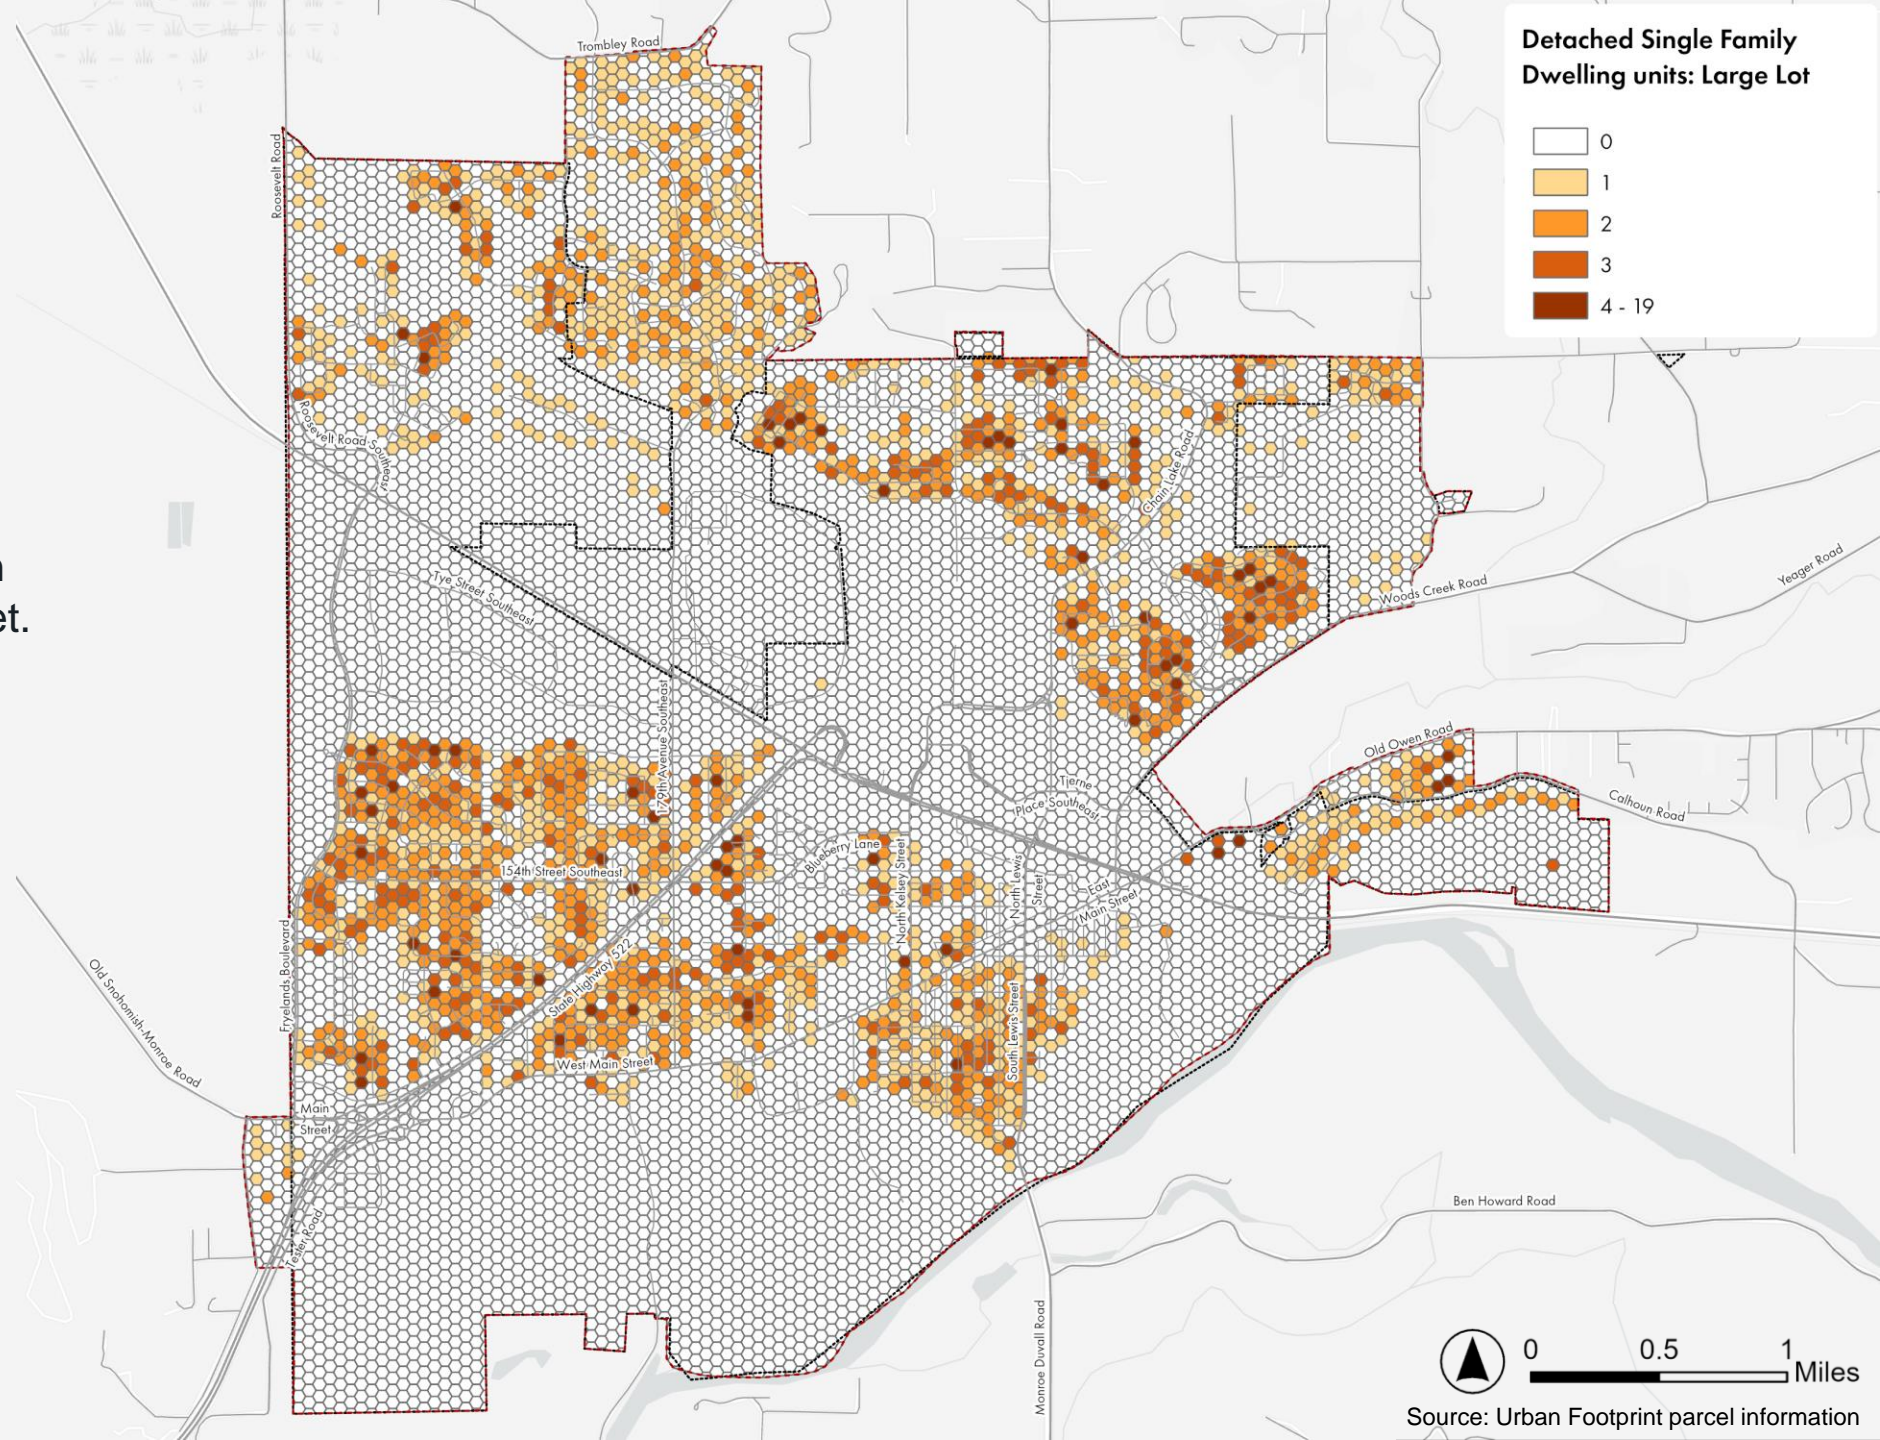 Trombley Road
Detached Single Family
Dwelling units: Large Lot
0
1
2
3
4 - 19
Roosevelt Road
Roosevelt Road Southeast
Chain Lake Road
et.
Tye Street Southeast
Woods Creek Road
Yeager Road
179th Avenue Southeast
Old Owen Road
Tjerne
Place Southeast
Calhoun Road
Blueberry Lane
154th Street Southeast
North Kelsey Street
North Lewis
Street
East
Main Street
State Highway 522
Fryelands Boulevard
Old Snohomish-Monroe Road
South Lewis Street
West Main Street
Main
Street
Tester Road
Ben Howard Road
Monroe Duvall Road
0 0.5 1
Miles
Source: Urban Footprint parcel information